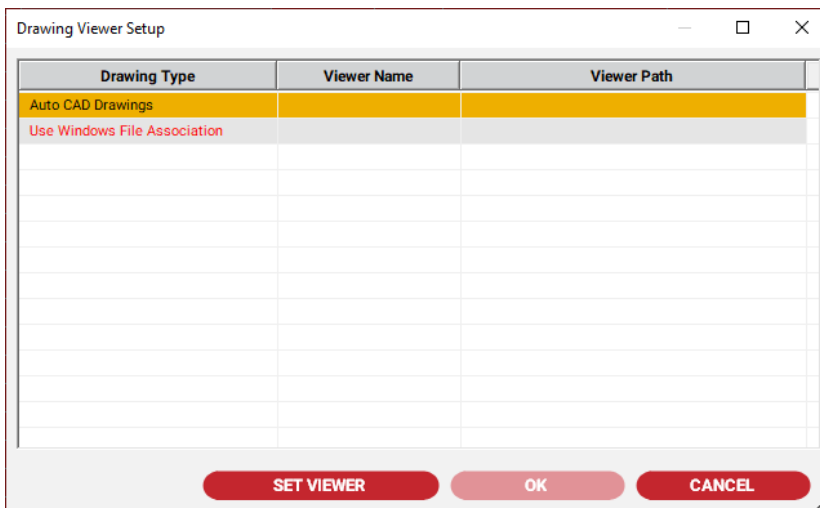 Drawing Viewer Setup
Drawing Type Viewer Name Viewer Path
Auto CAD Drawings
Use Windows File Association
SET VIEWER OK CANCEL